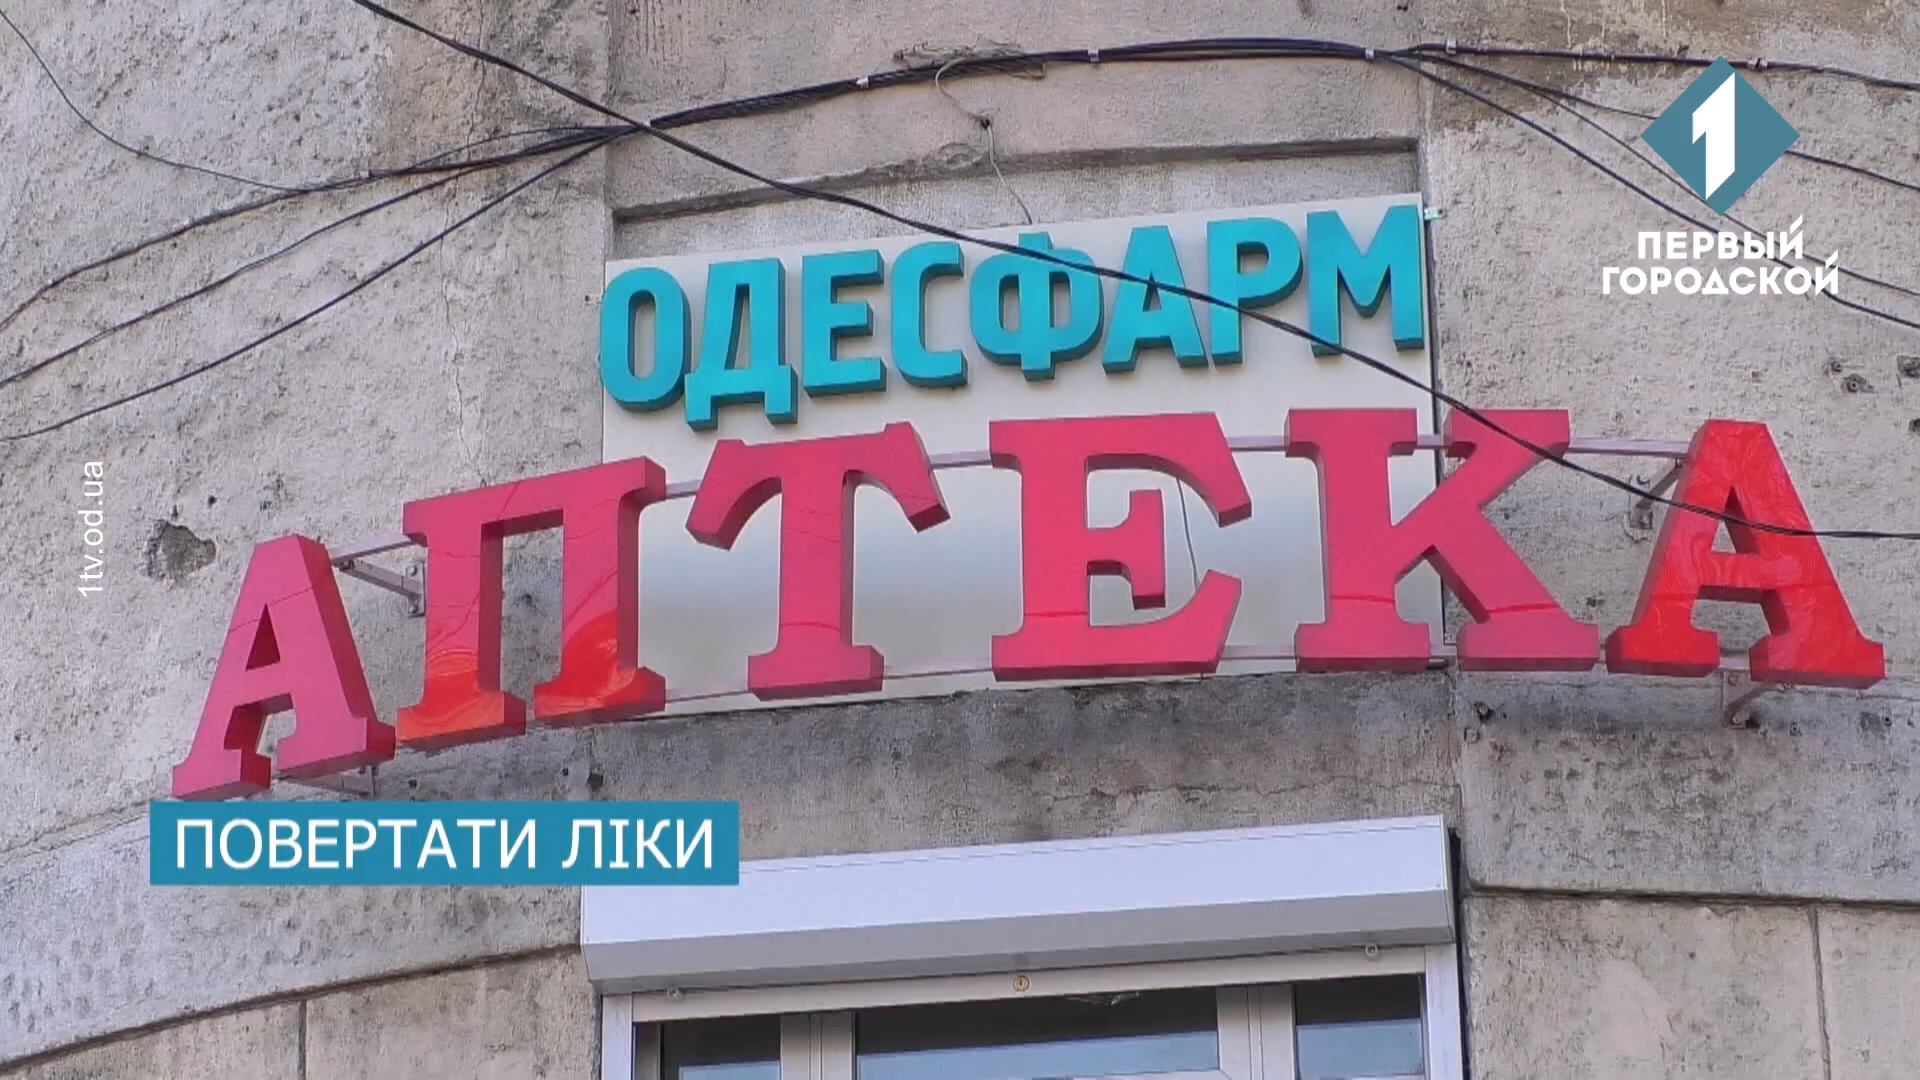 1
ПЕРВЫЙ
ГОРОДСКОЙ
ОДЕСФАРМ
АПТЕКА
1tv.od.ua
ПОВЕРТАТИ ЛІКИ